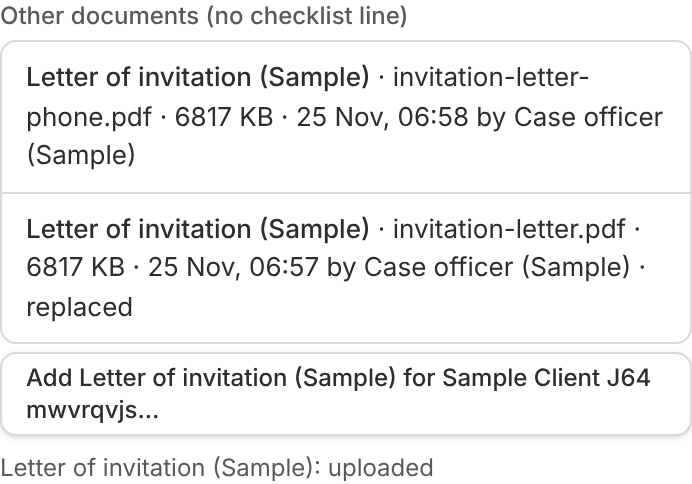 Other documents (no checklist line)
Letter of invitation (Sample) · invitation-letter-
phone.pdf · 6817 KB · 25 Nov, 06:58 by Case officer
(Sample)
Letter of invitation (Sample) · invitation-letter.pdf ·
6817 KB · 25 Nov, 06:57 by Case officer (Sample) ·
replaced
Add Letter of invitation (Sample) for Sample Client J64
mwvrqvjs...
Letter of invitation (Sample): uploaded